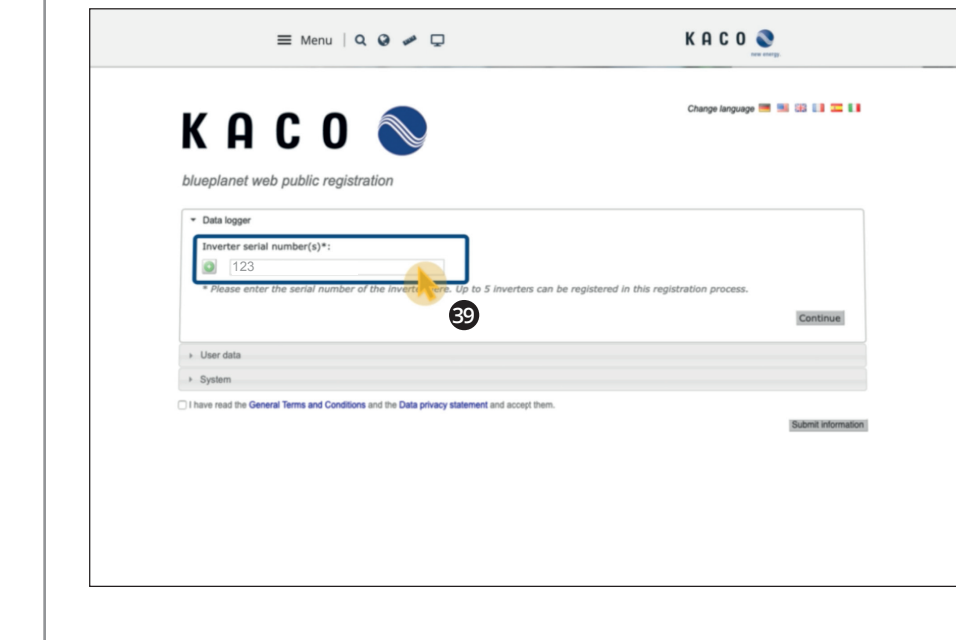 Menu
KACO
new energy.
Change language
KACO
blueplanet web public registration
Data logger
Inverter serial number(s)*:
123
* Please enter the serial number of the inverter here. Up to 5 inverters can be registered in this registration process.
39
Continue
User data
System
I have read the General Terms and Conditions and the Data privacy statement and accept them.
Submit information